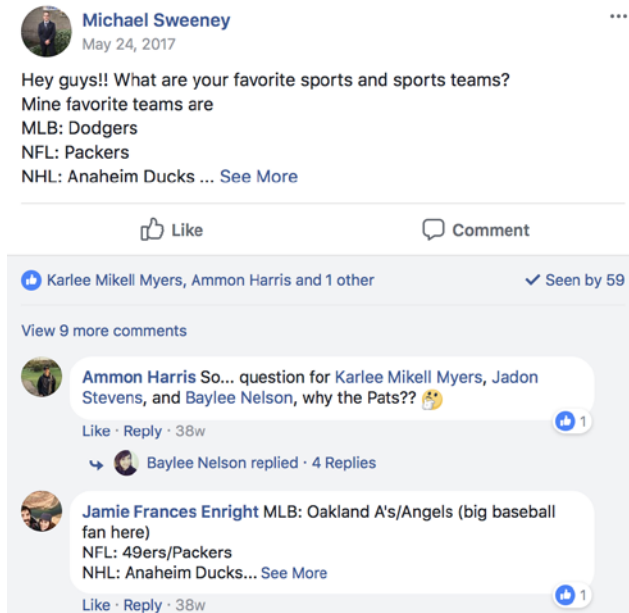 Michael Sweeney
May 24, 2017
Hey guys!! What are your favorite sports and sports teams?
Mine favorite teams are
MLB: Dodgers
NFL: Packers
NHL: Anaheim Ducks ... See More
Like Comment
Karlee Mikell Myers, Ammon Harris and 1 other Seen by 59
View 9 more comments
Ammon Harris So... question for Karlee Mikell Myers, Jadon
Stevens, and Baylee Nelson, why the Pats?? 🤔
1
Like · Reply · 38w
Baylee Nelson replied · 4 Replies
Jamie Frances Enright MLB: Oakland A's/Angels (big baseball
fan here)
NFL: 49ers/Packers
NHL: Anaheim Ducks... See More
1
Like · Reply · 38w